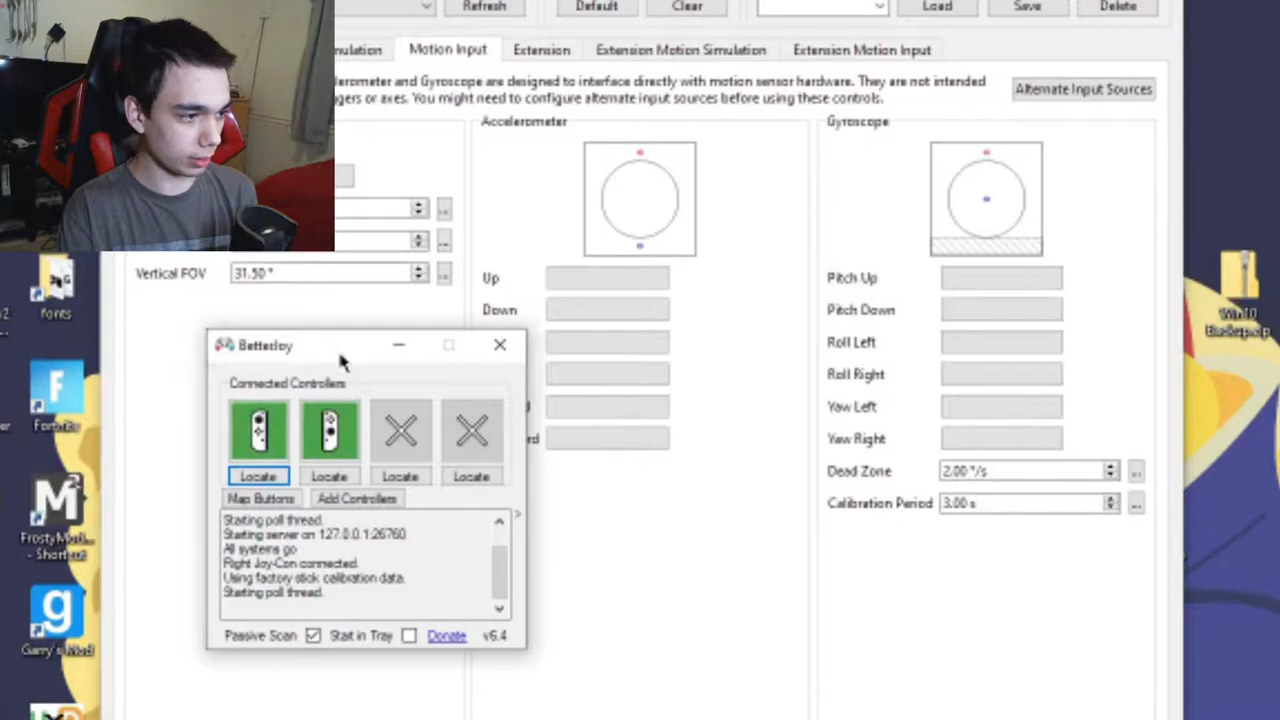 Refresh
Default
Clear
Load
Save
Delete
Motion Input
Extension
Extension Motion Simulation
Extension Motion Input
and Gyroscope are designed to interface directly with motion sensor hardware. They are not intended
or axes. You might need to configure alternate input sources before using these controls.
Alternate Input Sources
Accelerometer
Gyroscope
Vertical FOV
31.50 °
Up
Down
Pitch Up
Pitch Down
Roll Left
Roll Right
Yaw Left
Yaw Right
Dead Zone
2.00 °/s
Calibration Period
3.00 s
BetterJoy
Connected Controllers
Locate
Locate
Locate
Locate
Map Buttons
Add Controllers
>
Starting poll thread.
Starting server on 127.0.0.1:26760
All systems go
Right Joy-Con connected.
Using factory stick calibration data.
Starting poll thread.
Passive Scan
Start in Tray
Donate
v6.4
fonts
Fortnite
FrostyMod...
- Shortcut
Garry's Mod
Win10
Backup.zip